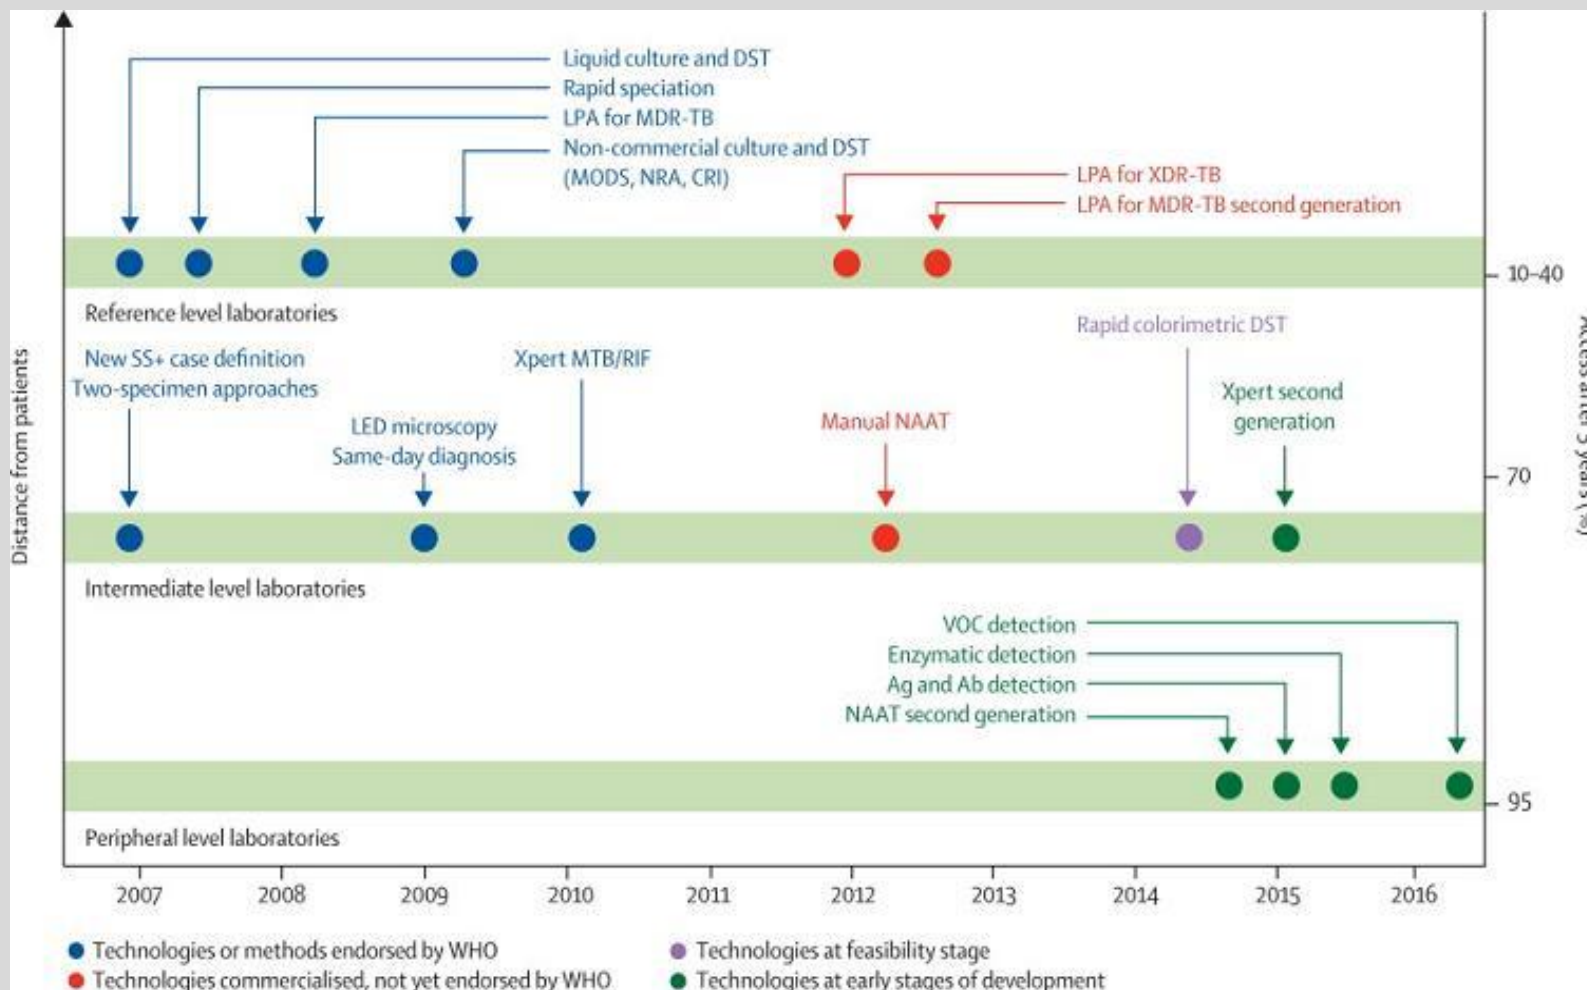 Liquid culture and DST
Rapid speciation
LPA for MDR-TB
Non-commercial culture and DST
(MODS, NRA, CRI)
LPA for XDR-TB
LPA for MDR-TB second generation
10–40
Reference level laboratories
Rapid colorimetric DST
New SS+ case definition
Two-specimen approaches
Xpert MTB/RIF
Xpert second
generation
LED microscopy
Same-day diagnosis
Manual NAAT
70
Distance from patients
Intermediate level laboratories
VOC detection
Enzymatic detection
Ag and Ab detection
NAAT second generation
95
Peripheral level laboratories
2007 2008 2009 2010 2011 2012 2013 2014 2015 2016
Technologies or methods endorsed by WHO
Technologies commercialised, not yet endorsed by WHO
Technologies at feasibility stage
Technologies at early stages of development